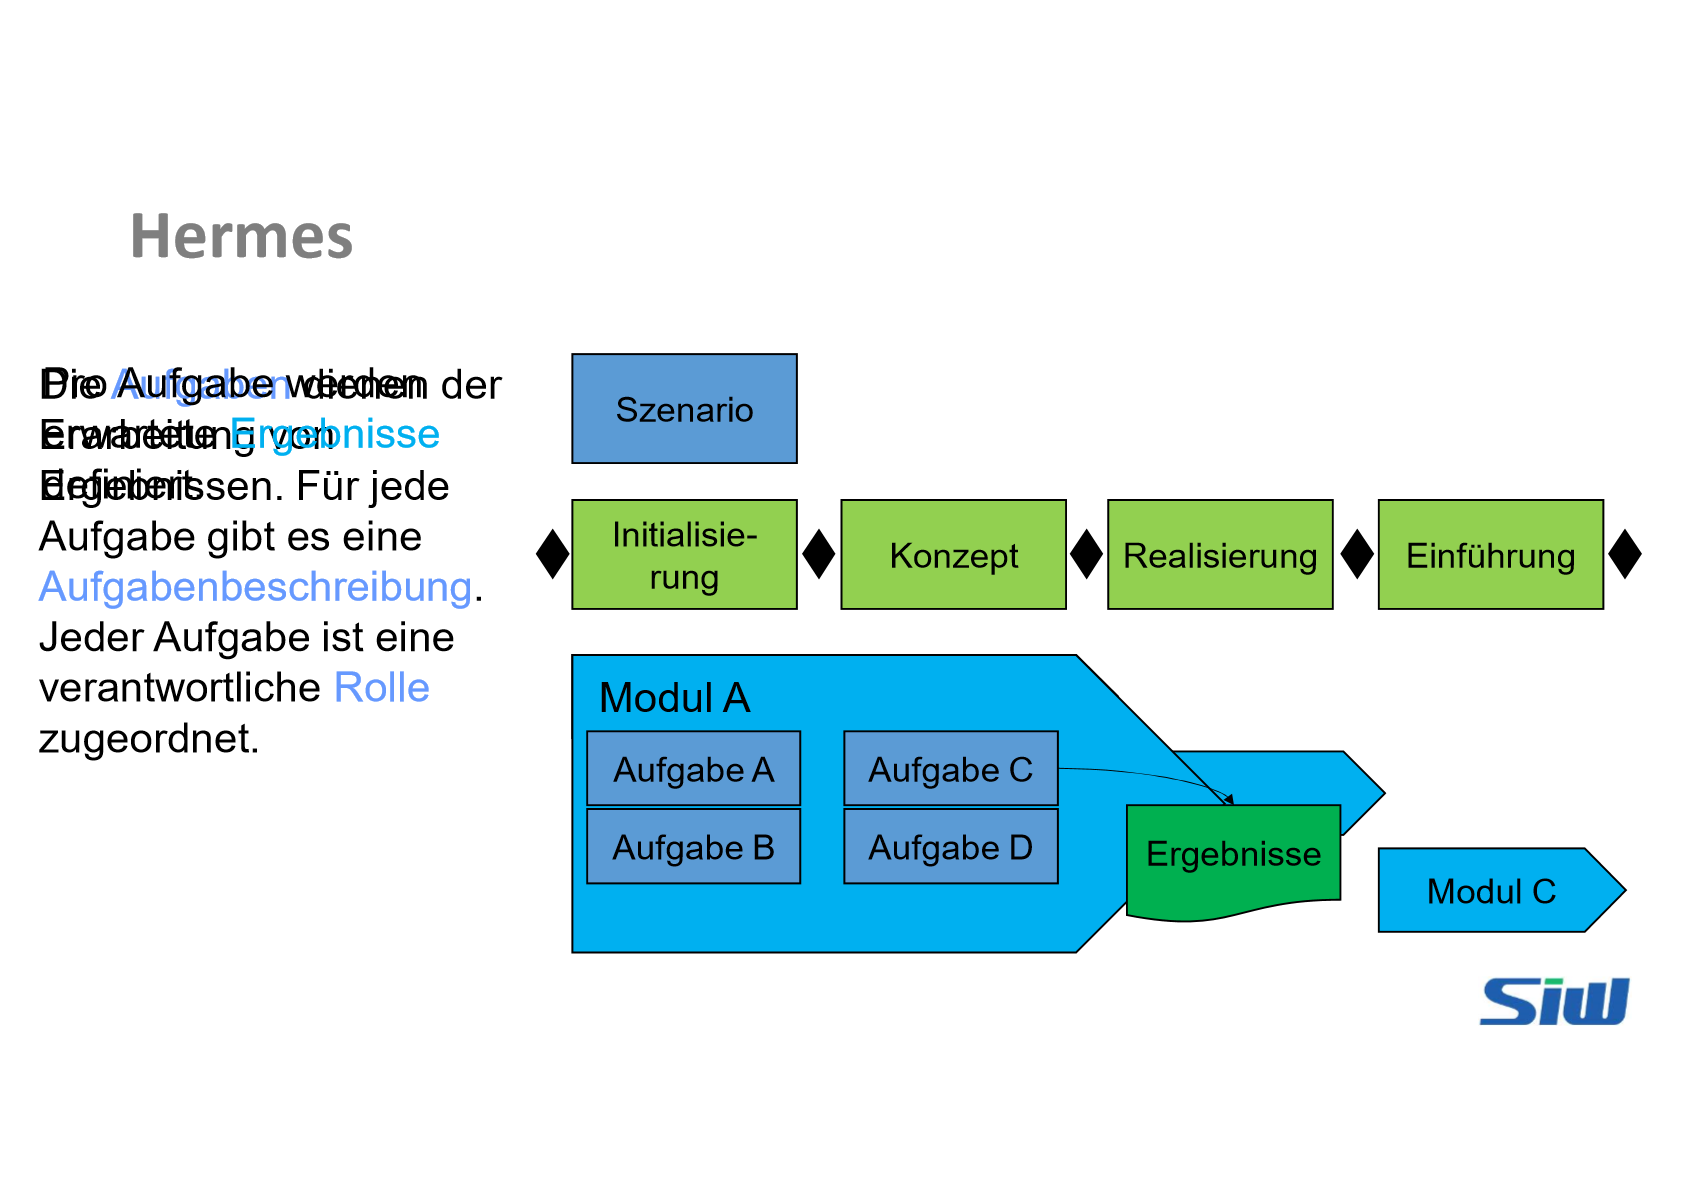 Hermes
Die Aufgaben dienen der
Erarbeitung von
Ergebnissen. Für jede
Aufgabe gibt es eine
Aufgabenbeschreibung.
Jeder Aufgabe ist eine
verantwortliche Rolle
zugeordnet.
Pro Aufgabe werden
erwartete Ergebnisse
definiert.
Szenario
Initialisie-
rung
Konzept
Realisierung
Einführung
Modul A
Aufgabe A
Aufgabe C
Aufgabe B
Aufgabe D
Ergebnisse
Modul C
Siw